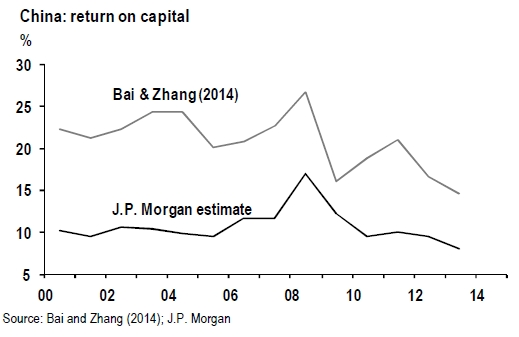 China: return on capital
%
30
Bai & Zhang (2014)
25
20
15
J.P. Morgan estimate
10
5
00 02 04 06 08 10 12 14
Source: Bai and Zhang (2014); J.P. Morgan